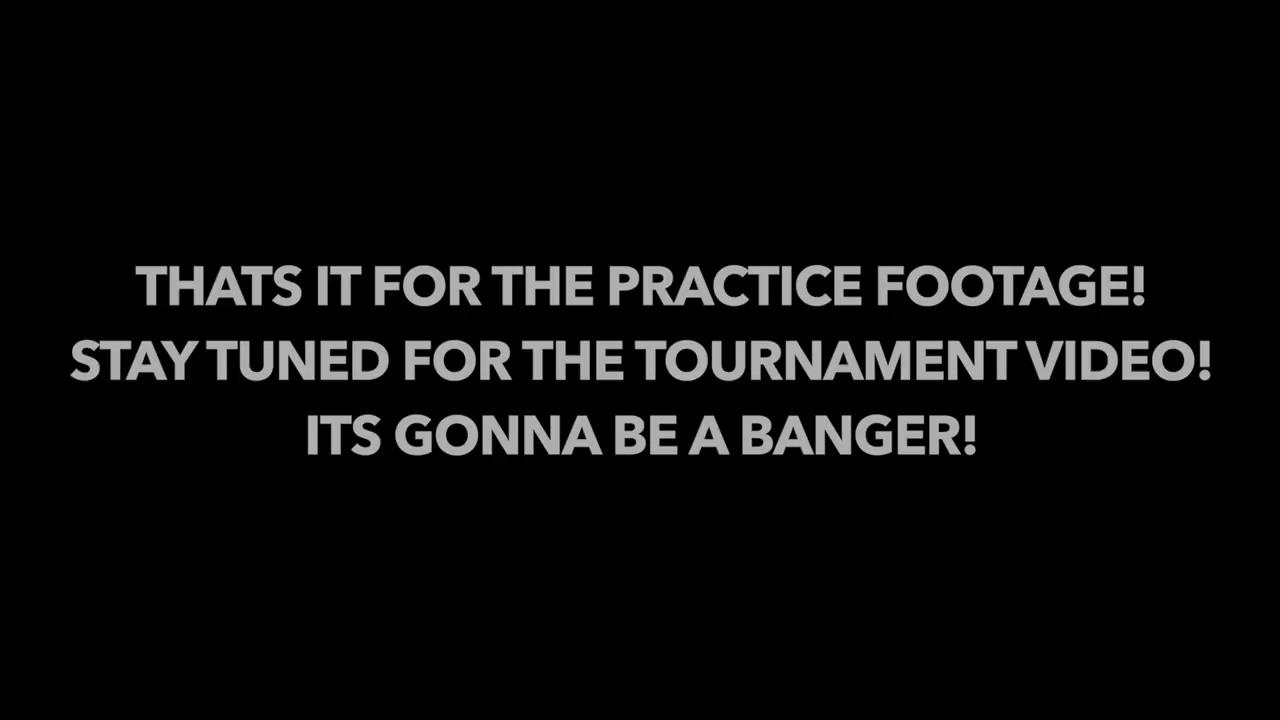 THATS IT FOR THE PRACTICE FOOTAGE!
STAY TUNED FOR THE TOURNAMENT VIDEO!
ITS GONNA BE A BANGER!